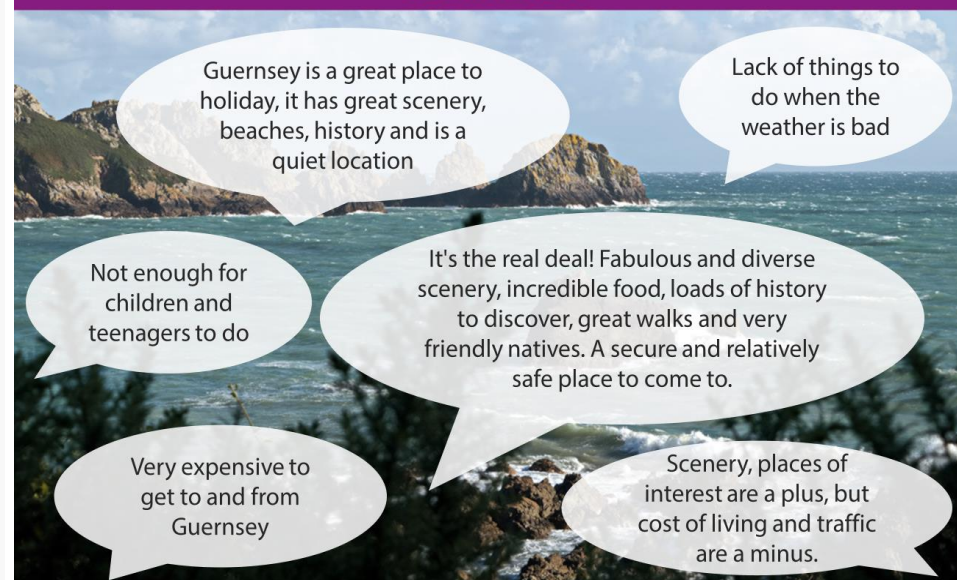 Guernsey is a great place to
holiday, it has great scenery,
beaches, history and is a
quiet location
Lack of things to
do when the
weather is bad
Not enough for
children and
teenagers to do
It's the real deal! Fabulous and diverse
scenery, incredible food, loads of history
to discover, great walks and very
friendly natives. A secure and relatively
safe place to come to.
Very expensive to
get to and from
Guernsey
Scenery, places of
interest are a plus, but
cost of living and traffic
are a minus.